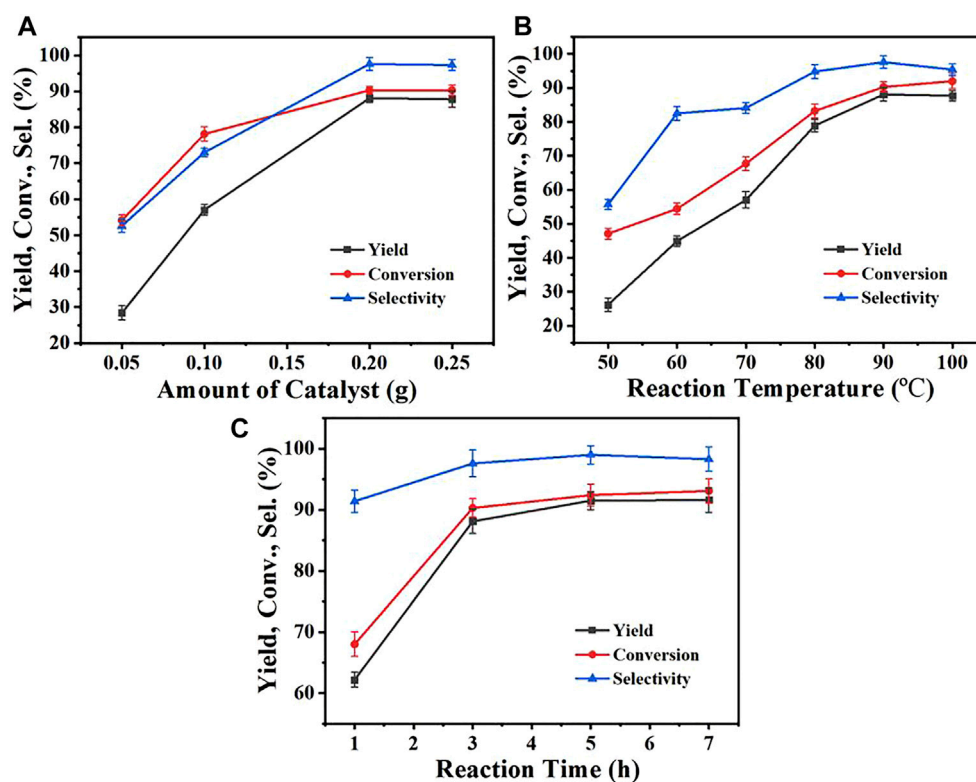 A
Yield, Conv., Sel. (%)
100
90
80
70
60
50
40
30
20
Yield
Conversion
Selectivity
0.05 0.10 0.15 0.20 0.25
Amount of Catalyst (g)
B
Yield, Conv., Sel. (%)
100
90
80
70
60
50
40
30
20
Yield
Conversion
Selectivity
50 60 70 80 90 100
Reaction Temperature (°C)
C
Yield, Conv., Sel. (%)
100
90
80
70
60
Yield
Conversion
Selectivity
1 2 3 4 5 6 7
Reaction Time (h)